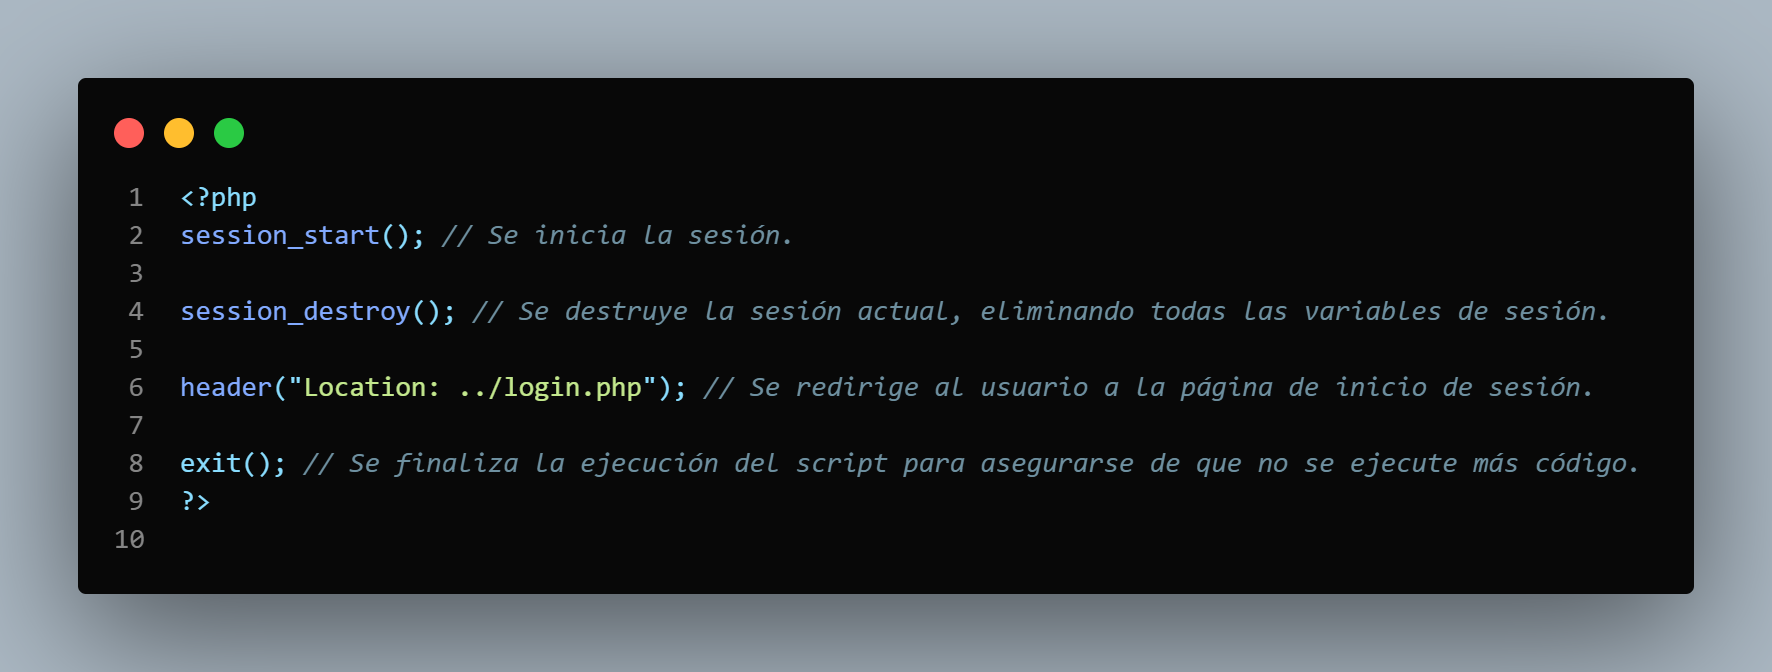 1 <?php
2 session_start(); // Se inicia la sesión.
3
4 session_destroy(); // Se destruye la sesión actual, eliminando todas las variables de sesión.
5
6 header("Location: ../login.php"); // Se redirige al usuario a la página de inicio de sesión.
7
8 exit(); // Se finaliza la ejecución del script para asegurarse de que no se ejecute más código.
9 ?>
10